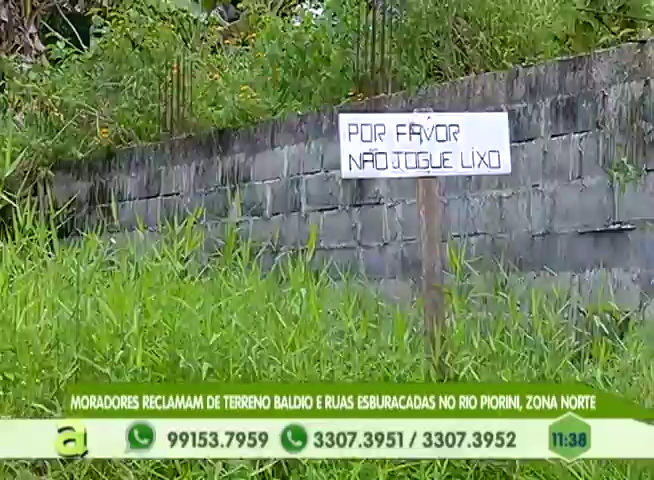 POR FAVOR
NÃO JOGUE LIXO
MORADORES RECLAMAM DE TERRENO BALDIO E RUAS ESBURACADAS NO RIO PIORINI, ZONA NORTE
a 99153.7959 3307.3951 / 3307.3952 11:38